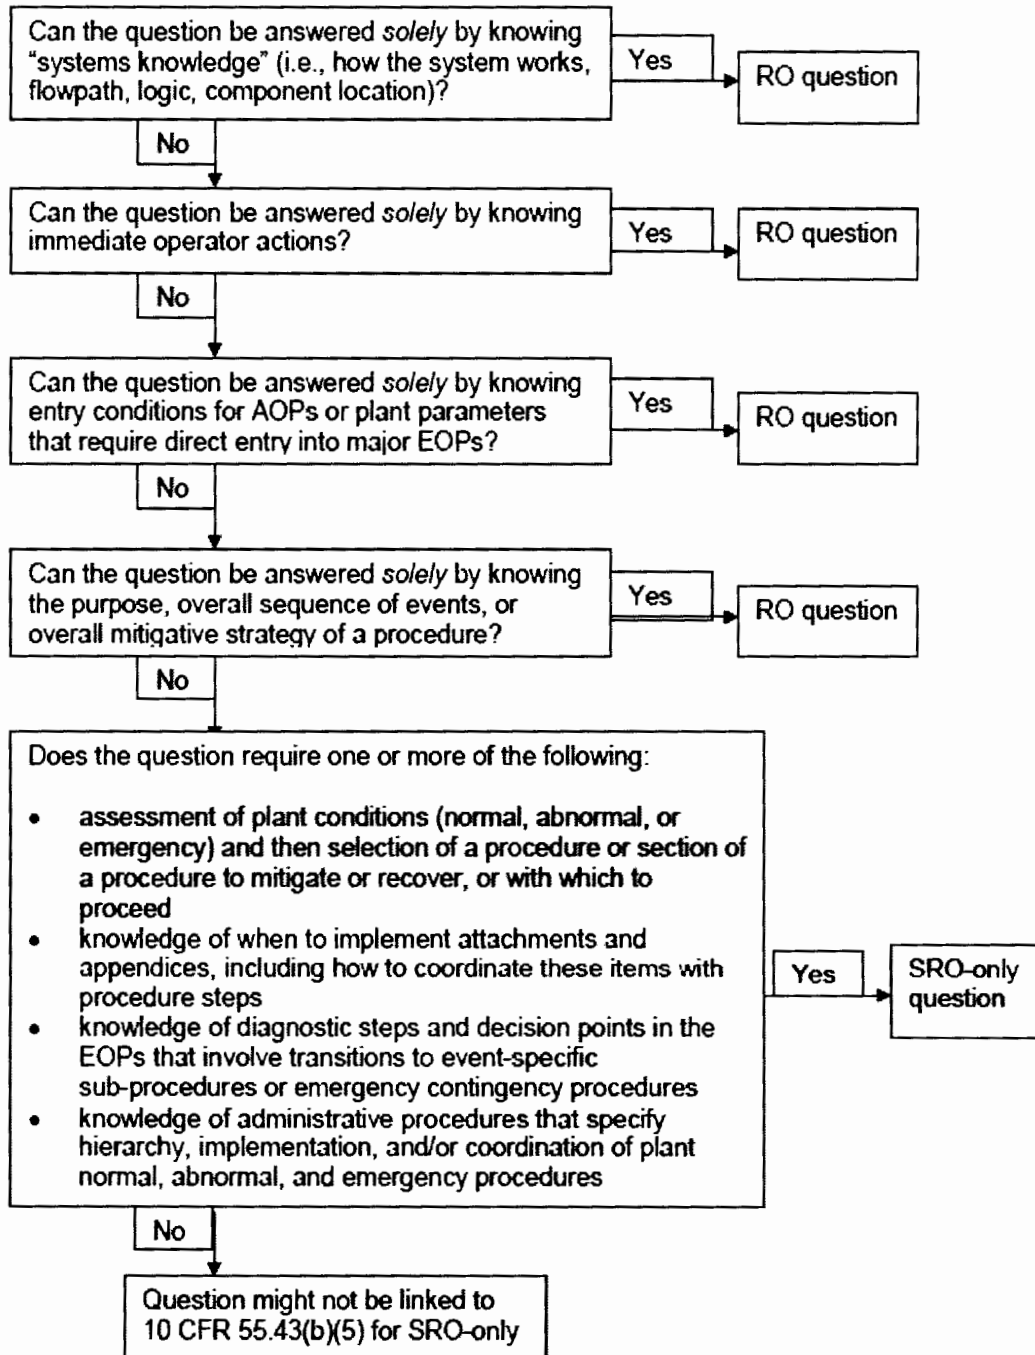 Can the question be answered solely by knowing
"systems knowledge" (i.e., how the system works,
flowpath, logic, component location)?
Yes
RO question
No
Can the question be answered solely by knowing
immediate operator actions?
Yes
RO question
No
Can the question be answered solely by knowing
entry conditions for AOPs or plant parameters
that require direct entry into major EOPs?
Yes
RO question
No
Can the question be answered solely by knowing
the purpose, overall sequence of events, or
overall mitigative strategy of a procedure?
Yes
RO question
No
Does the question require one or more of the following:
• assessment of plant conditions (normal, abnormal, or
emergency) and then selection of a procedure or section of
a procedure to mitigate or recover, or with which to
proceed
• knowledge of when to implement attachments and
appendices, including how to coordinate these items with
procedure steps
• knowledge of diagnostic steps and decision points in the
EOPs that involve transitions to event-specific
sub-procedures or emergency contingency procedures
• knowledge of administrative procedures that specify
hierarchy, implementation, and/or coordination of plant
normal, abnormal, and emergency procedures
Yes
SRO-only
question
No
Question might not be linked to
10 CFR 55.43(b)(5) for SRO-only